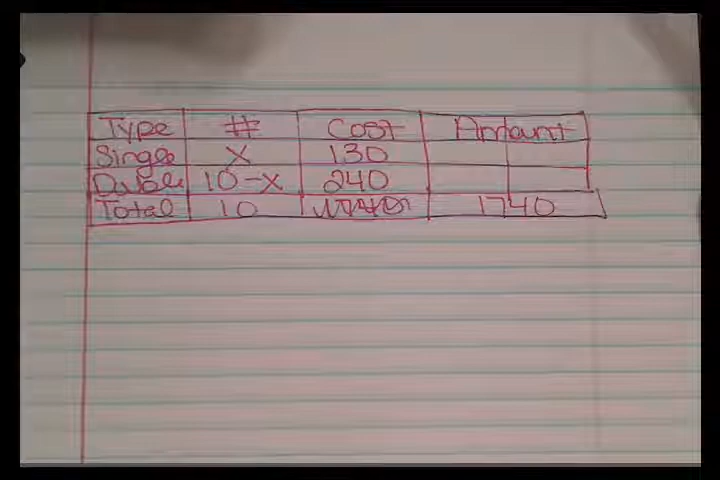 Type # Cost Amount
Single X 130
Double 10-X 240
Total 10 1740